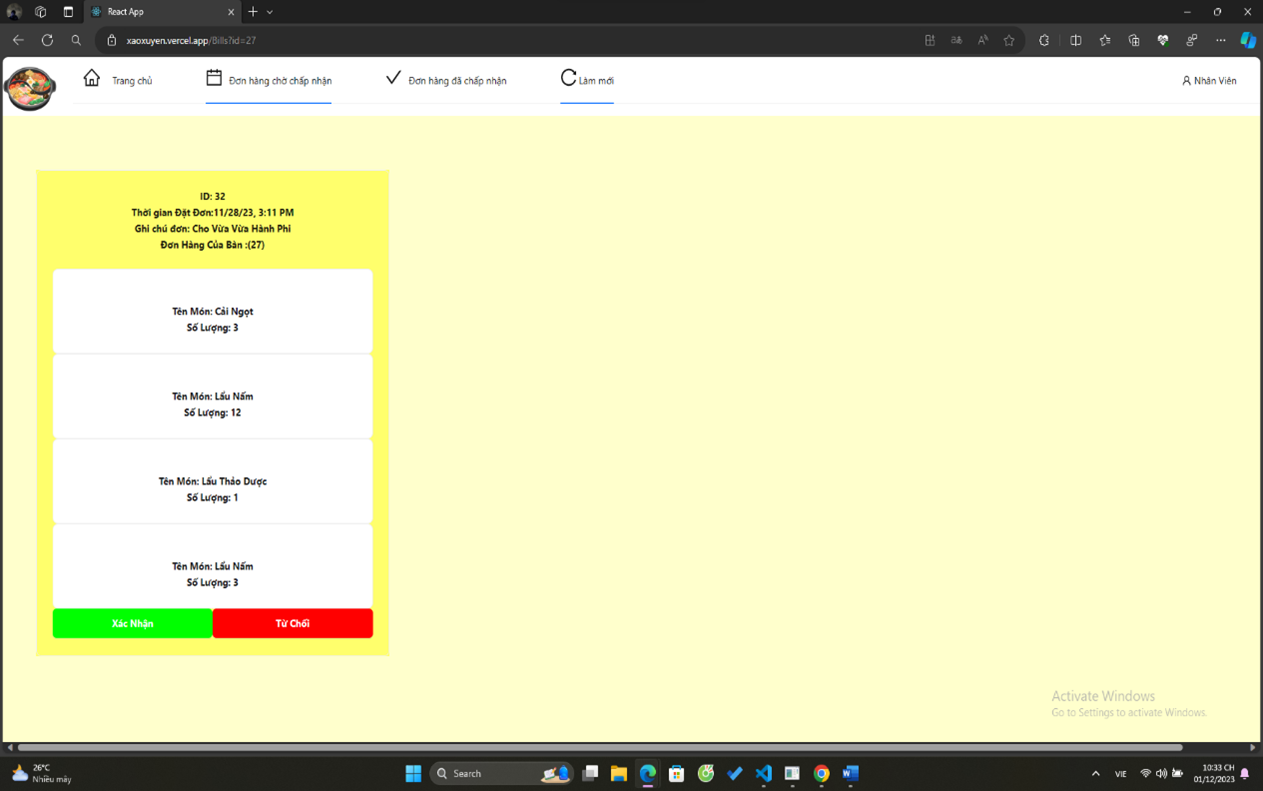 React App
xaoxuyen.vercel.app/Bills?id=27
Trang chủ
Đơn hàng chờ chấp nhận
Đơn hàng đã chấp nhận
Làm mới
Nhân Viên
ID: 32
Thời gian Đặt Đơn:11/28/23, 3:11 PM
Ghi chú đơn: Cho Vừa Vừa Hành Phi
Đơn Hàng Của Bàn :(27)
Tên Món: Cải Ngọt
Số Lượng: 3
Tên Món: Lẩu Nấm
Số Lượng: 12
Tên Món: Lẩu Thảo Dược
Số Lượng: 1
Tên Món: Lẩu Nấm
Số Lượng: 3
Xác Nhận
Từ Chối
Activate Windows
Go to Settings to activate Windows.
26°C
Nhiều mây
Search
VIE
10:33 CH
01/12/2023